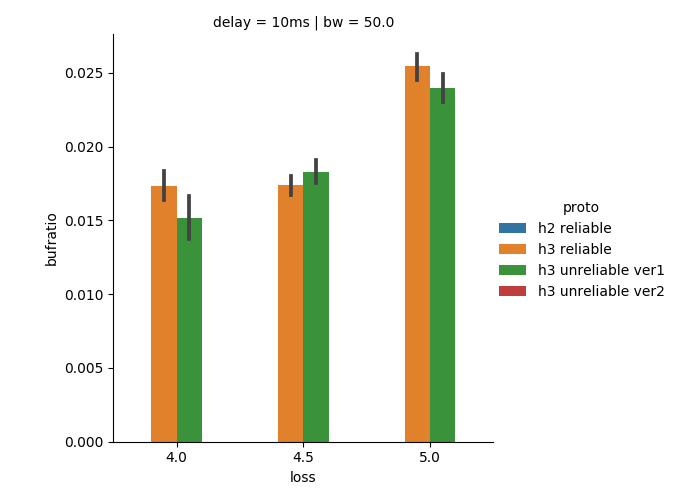 delay = 10ms | bw = 50.0
0.025
0.020
0.015
0.010
0.005
0.000
bufratio
4.0 4.5 5.0
loss
proto
h2 reliable
h3 reliable
h3 unreliable ver1
h3 unreliable ver2